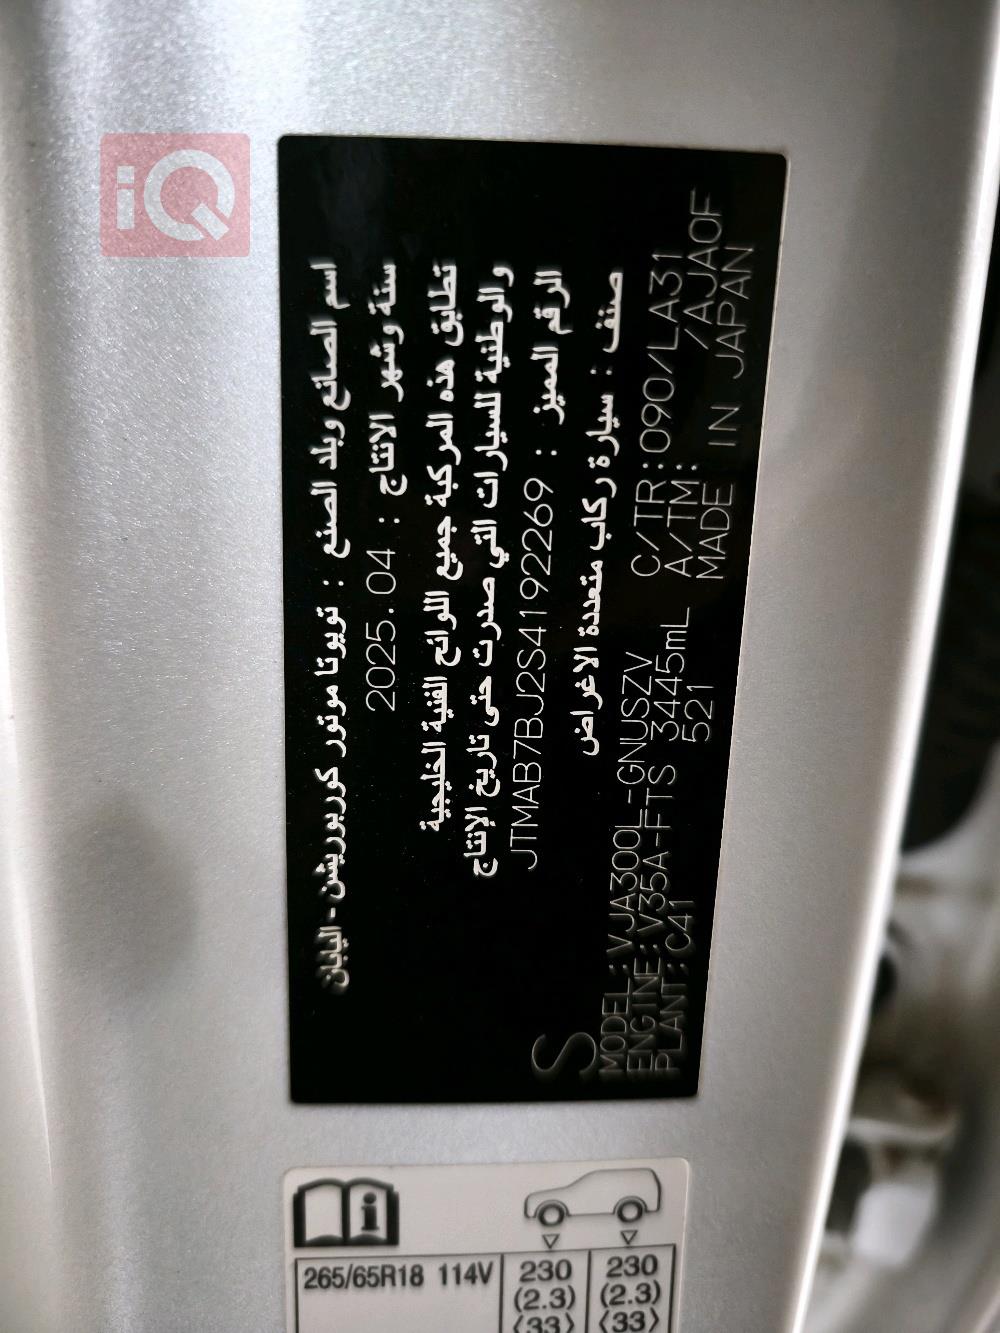 iQ
اسم الصانع وبلد الصنع : تويوتا موتور كوربوريشن - اليابان
سنة وشهر الانتاج : 2025.04
تطابق هذه المركبة جميع اللوائح الفنية الخليجية
والوطنية للسيارات التي صدرت حتى تاريخ الإنتاج
الرقم المميز : JTMAB7BJ2S4192269
صنف : سيارة ركاب متعددة الاغراض
S
MODEL:VJA300L-GNUSZV C/TR:090/LA31
ENGINE:V35A-FTS 3445mL A/TM: /AJA0F
PLANT:C41 521 MADE IN JAPAN
265/65R18 114V 230 230
(2.3) (2.3)
〈33〉 〈33〉